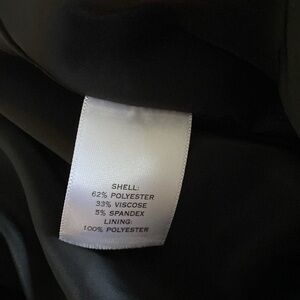 SHELL:
62% POLYESTER
33% VISCOSE
5% SPANDEX
LINING:
100% POLYESTER